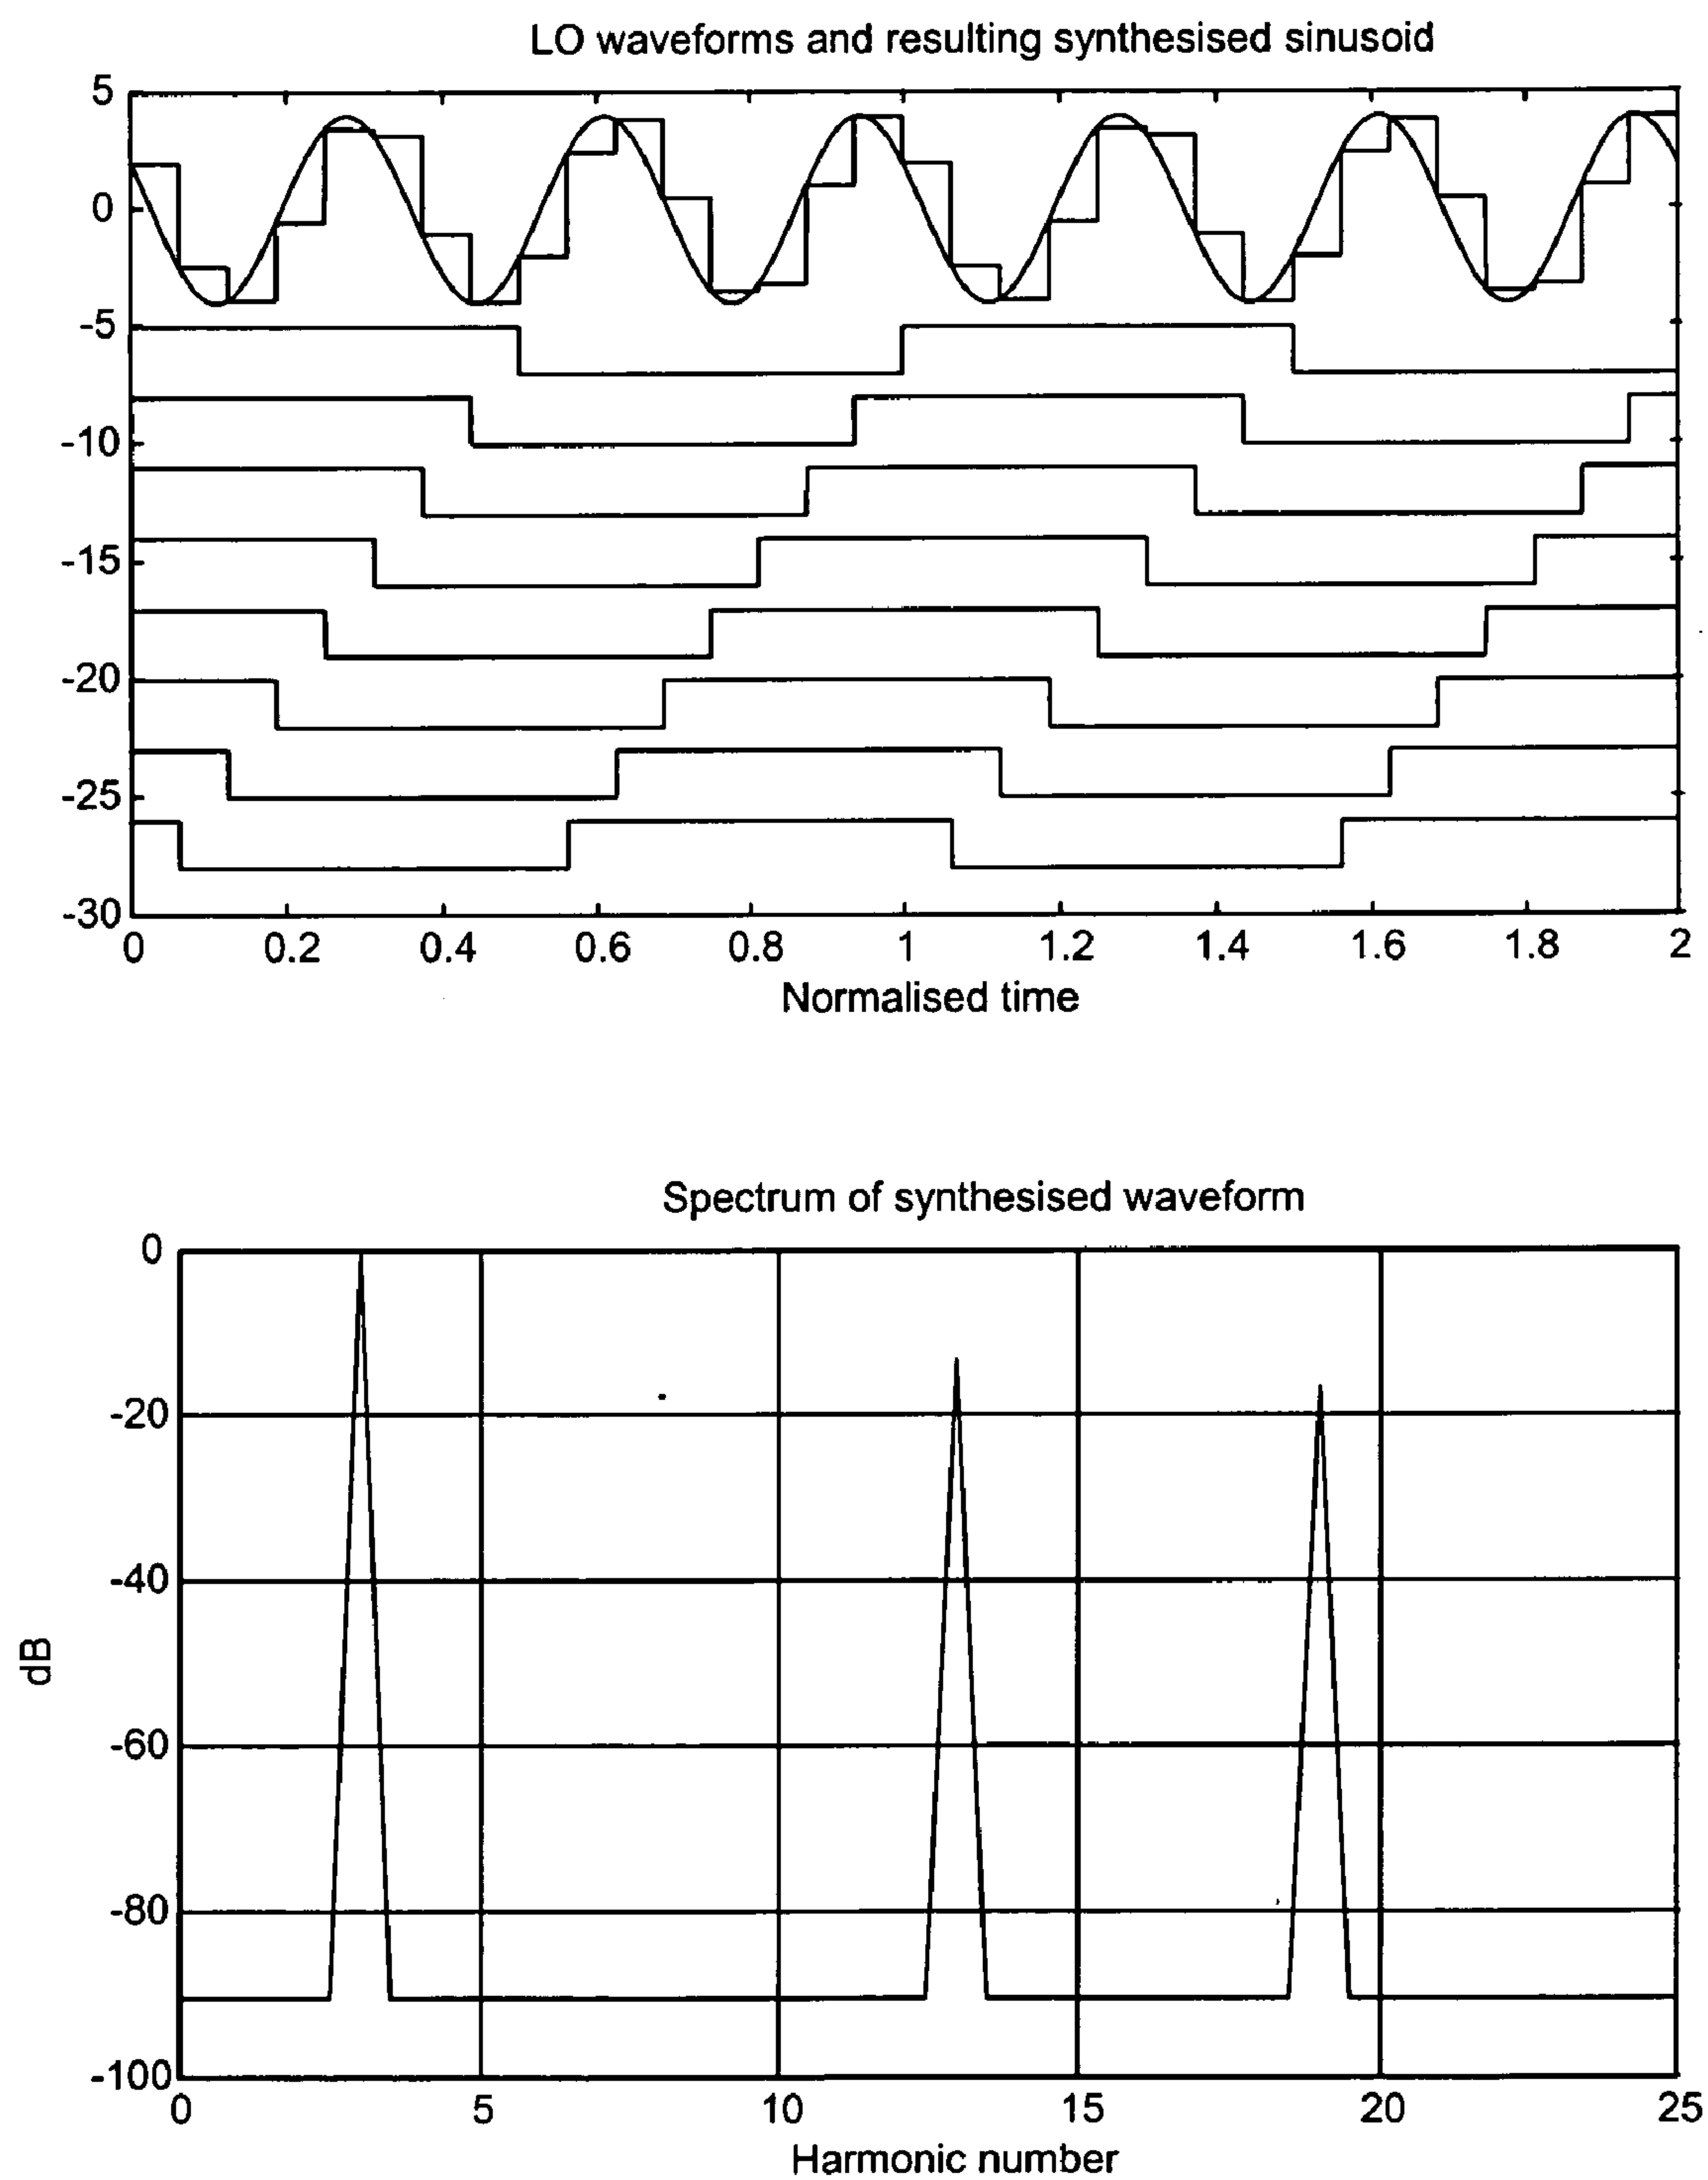 LO waveforms and resulting synthesised sinusoid
5
0
-5
-10
-15
-20
-25
-30
0 0.2 0.4 0.6 0.8 1 1.2 1.4 1.6 1.8 2
Normalised time
Spectrum of synthesised waveform
0
-20
-40
-60
-80
-100
dB
0 5 10 15 20 25
Harmonic number